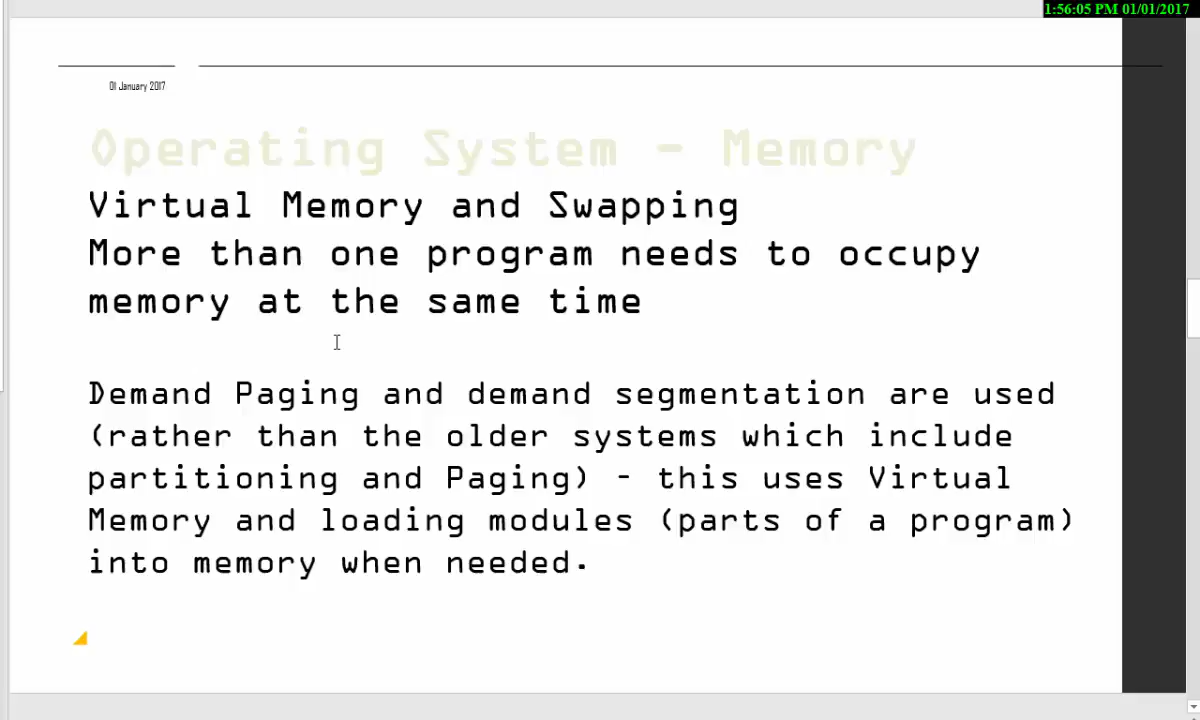 1:56:05 PM 01/01/2017
01 January 2017
Operating System - Memory
Virtual Memory and Swapping
More than one program needs to occupy
memory at the same time
Demand Paging and demand segmentation are used
(rather than the older systems which include
partitioning and Paging) - this uses Virtual
Memory and loading modules (parts of a program)
into memory when needed.